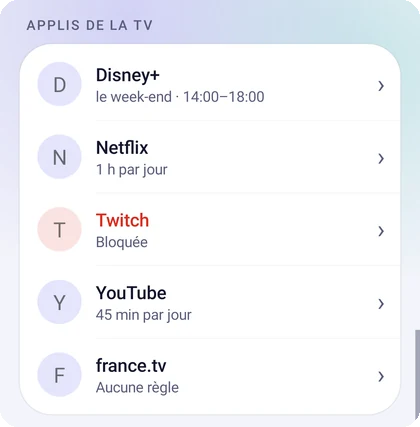 APPLIS DE LA TV
D
Disney+
le week-end · 14:00–18:00
›
N
Netflix
1 h par jour
›
T
Twitch
Bloquée
›
Y
YouTube
45 min par jour
›
F
france.tv
Aucune règle
›